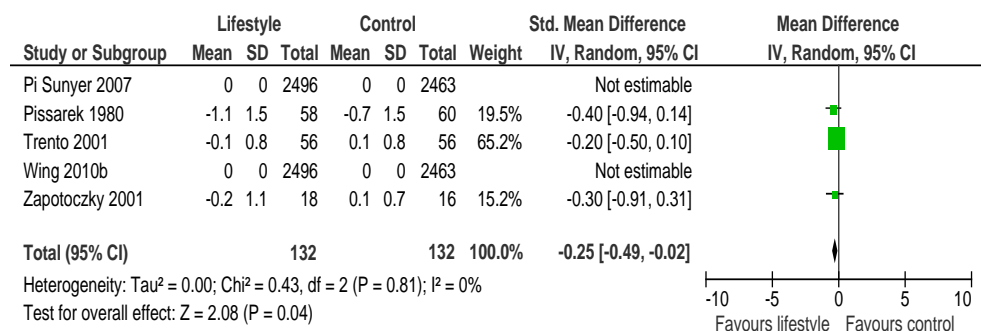 Lifestyle Control Std. Mean Difference Mean Difference
Study or Subgroup Mean SD Total Mean SD Total Weight IV, Random, 95% CI IV, Random, 95% CI
Pi Sunyer 2007 0 0 2496 0 0 2463 Not estimable
Pissarek 1980 -1.1 1.5 58 -0.7 1.5 60 19.5% -0.40 [-0.94, 0.14]
Trento 2001 -0.1 0.8 56 0.1 0.8 56 65.2% -0.20 [-0.50, 0.10]
Wing 2010b 0 0 2496 0 0 2463 Not estimable
Zapotoczky 2001 -0.2 1.1 18 0.1 0.7 16 15.2% -0.30 [-0.91, 0.31]
Total (95% CI) 132 132 100.0% -0.25 [-0.49, -0.02]
Heterogeneity: Tau² = 0.00; Chi² = 0.43, df = 2 (P = 0.81); I² = 0%
Test for overall effect: Z = 2.08 (P = 0.04)
-10 -5 0 5 10
Favours lifestyle Favours control